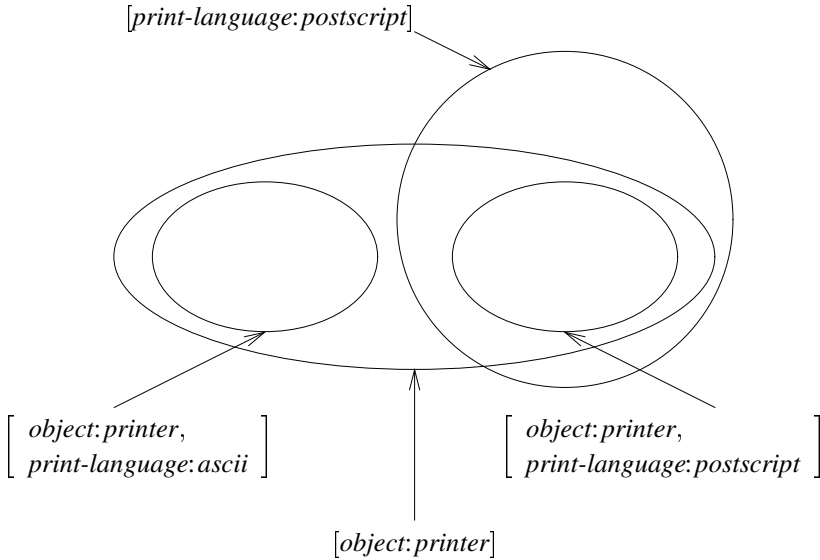 [print-language:postscript]
[object:printer,
print-language:ascii]
[object:printer,
print-language:postscript]
[object:printer]